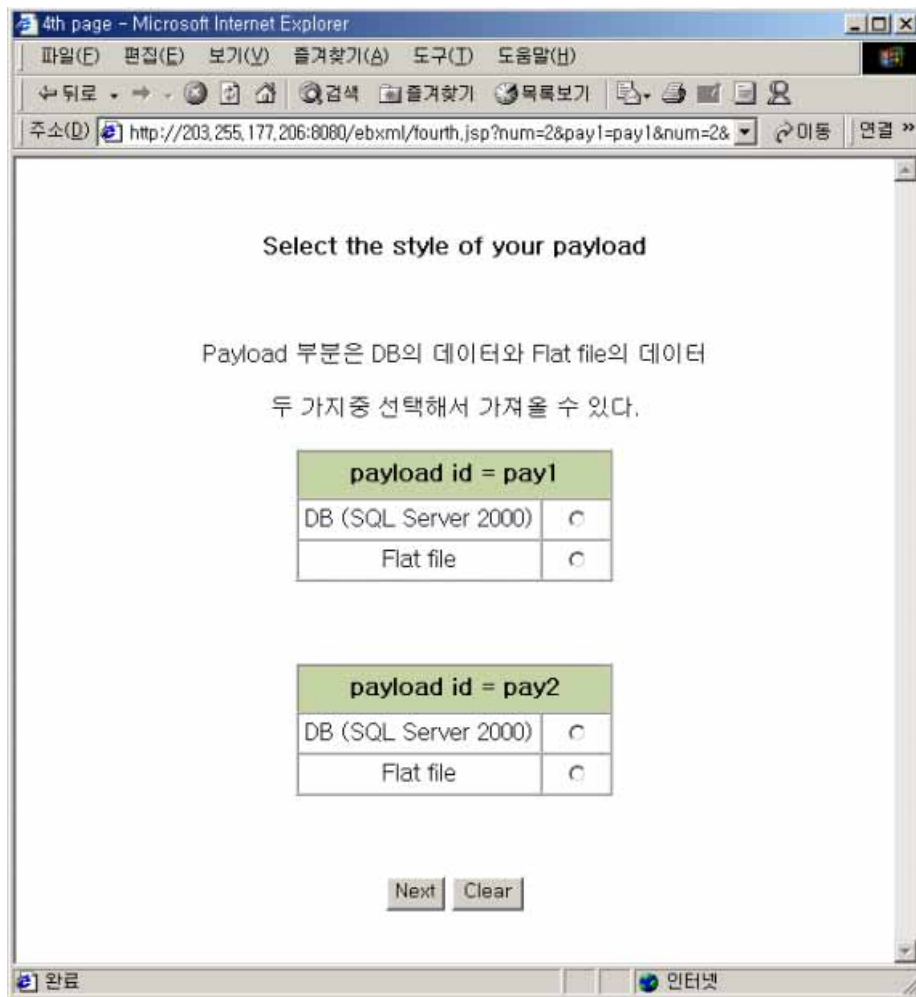 4th page - Microsoft Internet Explorer
파일(F) 편집(E) 보기(V) 즐겨찾기(A) 도구(T) 도움말(H)
뒤로 검색 즐겨찾기 목록보기
주소(D) http://203,255,177,206:8080/ebxml/fourth,jsp?num=2&pay1=pay1&num=2& 이동 연결 »
Select the style of your payload
Payload 부분은 DB의 데이터와 Flat file의 데이터
두 가지중 선택해서 가져올 수 있다.
payload id = pay1
DB (SQL Server 2000)
Flat file
payload id = pay2
DB (SQL Server 2000)
Flat file
Next Clear
완료 인터넷